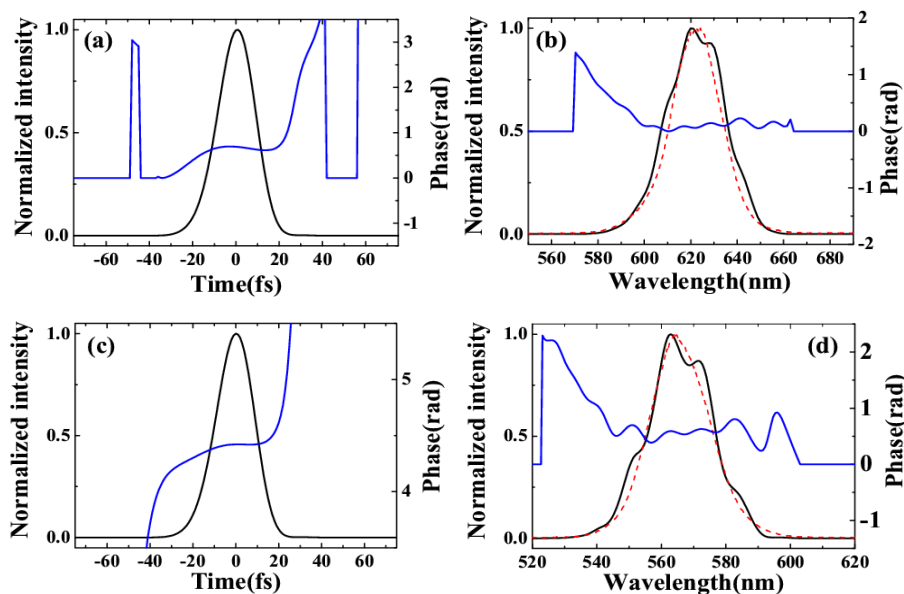 (a)
Normalized intensity
1.0
0.5
0.0
3
2
1
0
-1
Phase(rad)
-60 -40 -20 0 20 40 60
Time(fs)
(b)
Normalized intensity
1.0
0.5
0.0
2
1
0
-1
-2
Phase(rad)
560 580 600 620 640 660 680
Wavelength(nm)
(c)
Normalized intensity
1.0
0.5
0.0
5
4
Phase(rad)
-60 -40 -20 0 20 40 60
Time(fs)
(d)
Normalized intensity
1.0
0.5
0.0
2
1
0
-1
Phase(rad)
520 540 560 580 600 620
Wavelength(nm)